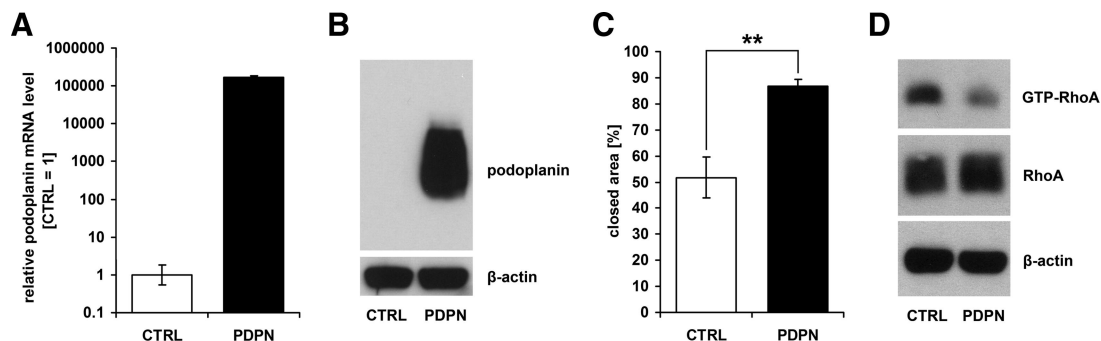 A
relative podoplanin mRNA level
[CTRL = 1]
1000000
100000
10000
1000
100
10
1
0.1
CTRL
PDPN
B
podoplanin
β-actin
CTRL
PDPN
C
closed area [%]
100
90
80
70
60
50
40
30
20
10
0
**
CTRL
PDPN
D
GTP-RhoA
RhoA
β-actin
CTRL
PDPN